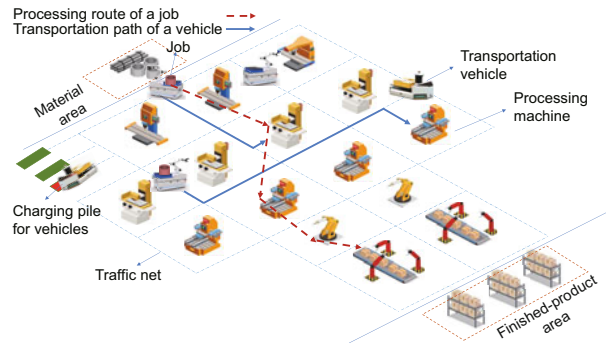 Processing route of a job
Transportation path of a vehicle
Job
Material
area
Transportation
vehicle
Processing
machine
Charging pile
for vehicles
Traffic net
Finished-product
area